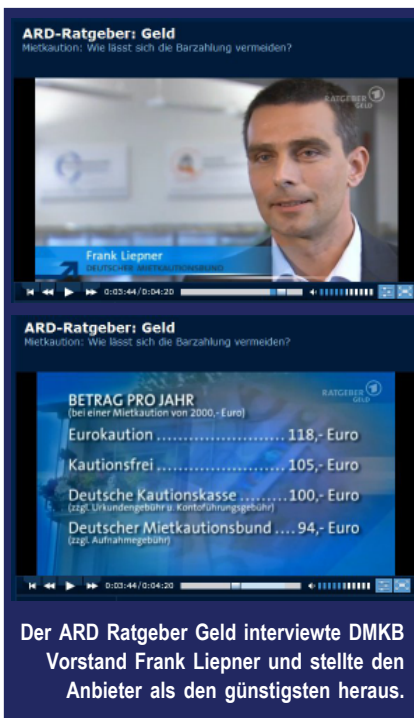 ARD-Ratgeber: Geld
Mietkaution: Wie lässt sich die Barzahlung vermeiden?
RATGEBER
GELD
Frank Liepner
DEUTSCHER MIETKAUTIONSBUND
0:03:44/0:04:20
ARD-Ratgeber: Geld
Mietkaution: Wie lässt sich die Barzahlung vermeiden?
RATGEBER
GELD
BETRAG PRO JAHR
(bei einer Mietkaution von 2000,- Euro)
Eurokaution ........................ 118,- Euro
Kautionsfrei ........................ 105,- Euro
Deutsche Kautionskasse ......... 100,- Euro
(zzgl. Urkundengebühr u. Kontoführungsgebühr)
Deutscher Mietkautionsbund .... 94,- Euro
(zzgl. Aufnahmegebühr)
0:03:44/0:04:20
Der ARD Ratgeber Geld interviewte DMKB
Vorstand Frank Liepner und stellte den
Anbieter als den günstigsten heraus.